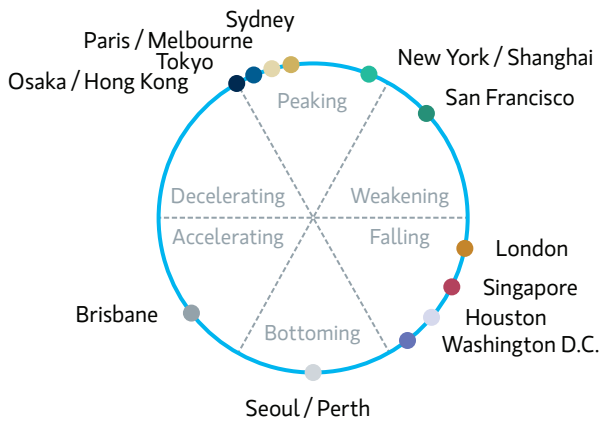 Sydney
Paris / Melbourne
Tokyo
Osaka / Hong Kong
New York / Shanghai
San Francisco
Peaking
Decelerating
Weakening
Accelerating
Falling
London
Singapore
Brisbane
Houston
Bottoming
Washington D.C.
Seoul / Perth